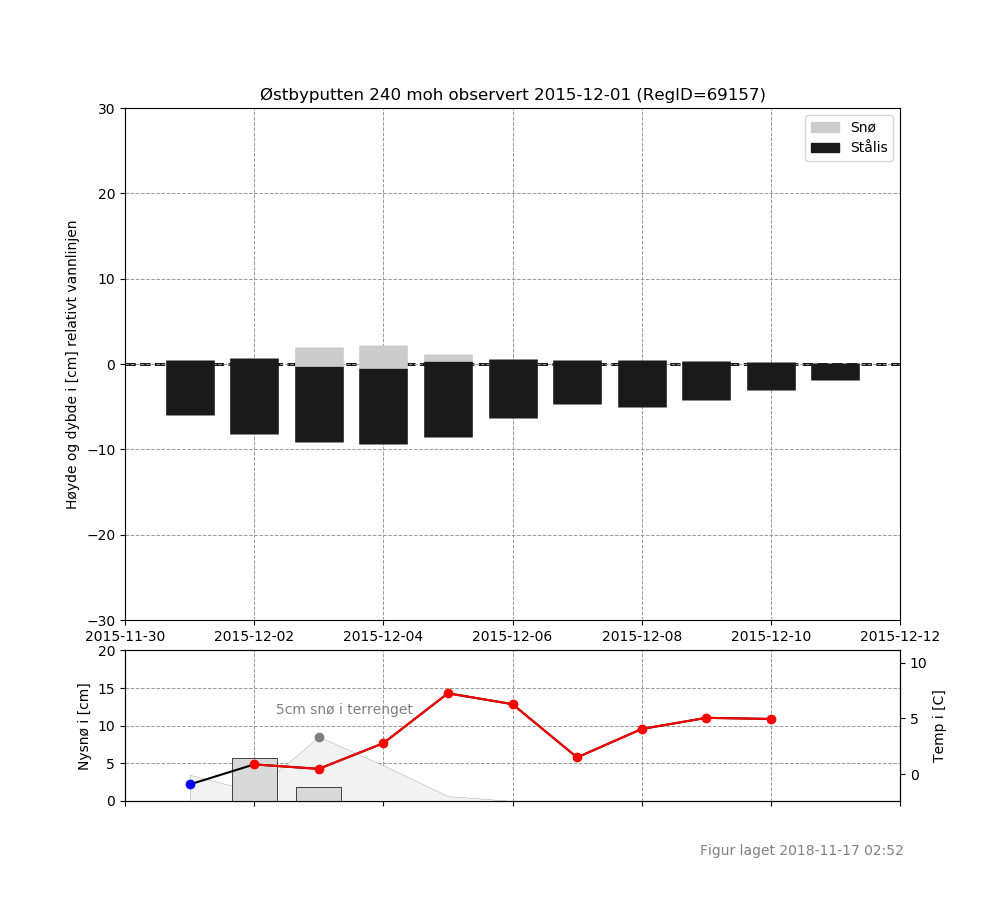 Østbyputten 240 moh observert 2015-12-01 (RegID=69157)
Snø
Stålis
Høyde og dybde i [cm] relativt vannlinjen
30
20
10
0
−10
−20
−30
2015-11-30 2015-12-02 2015-12-04 2015-12-06 2015-12-08 2015-12-10 2015-12-12
Nysnø i [cm]
20
15
10
5
0
5cm snø i terrenget
10
5
0
Temp i [C]
Figur laget 2018-11-17 02:52